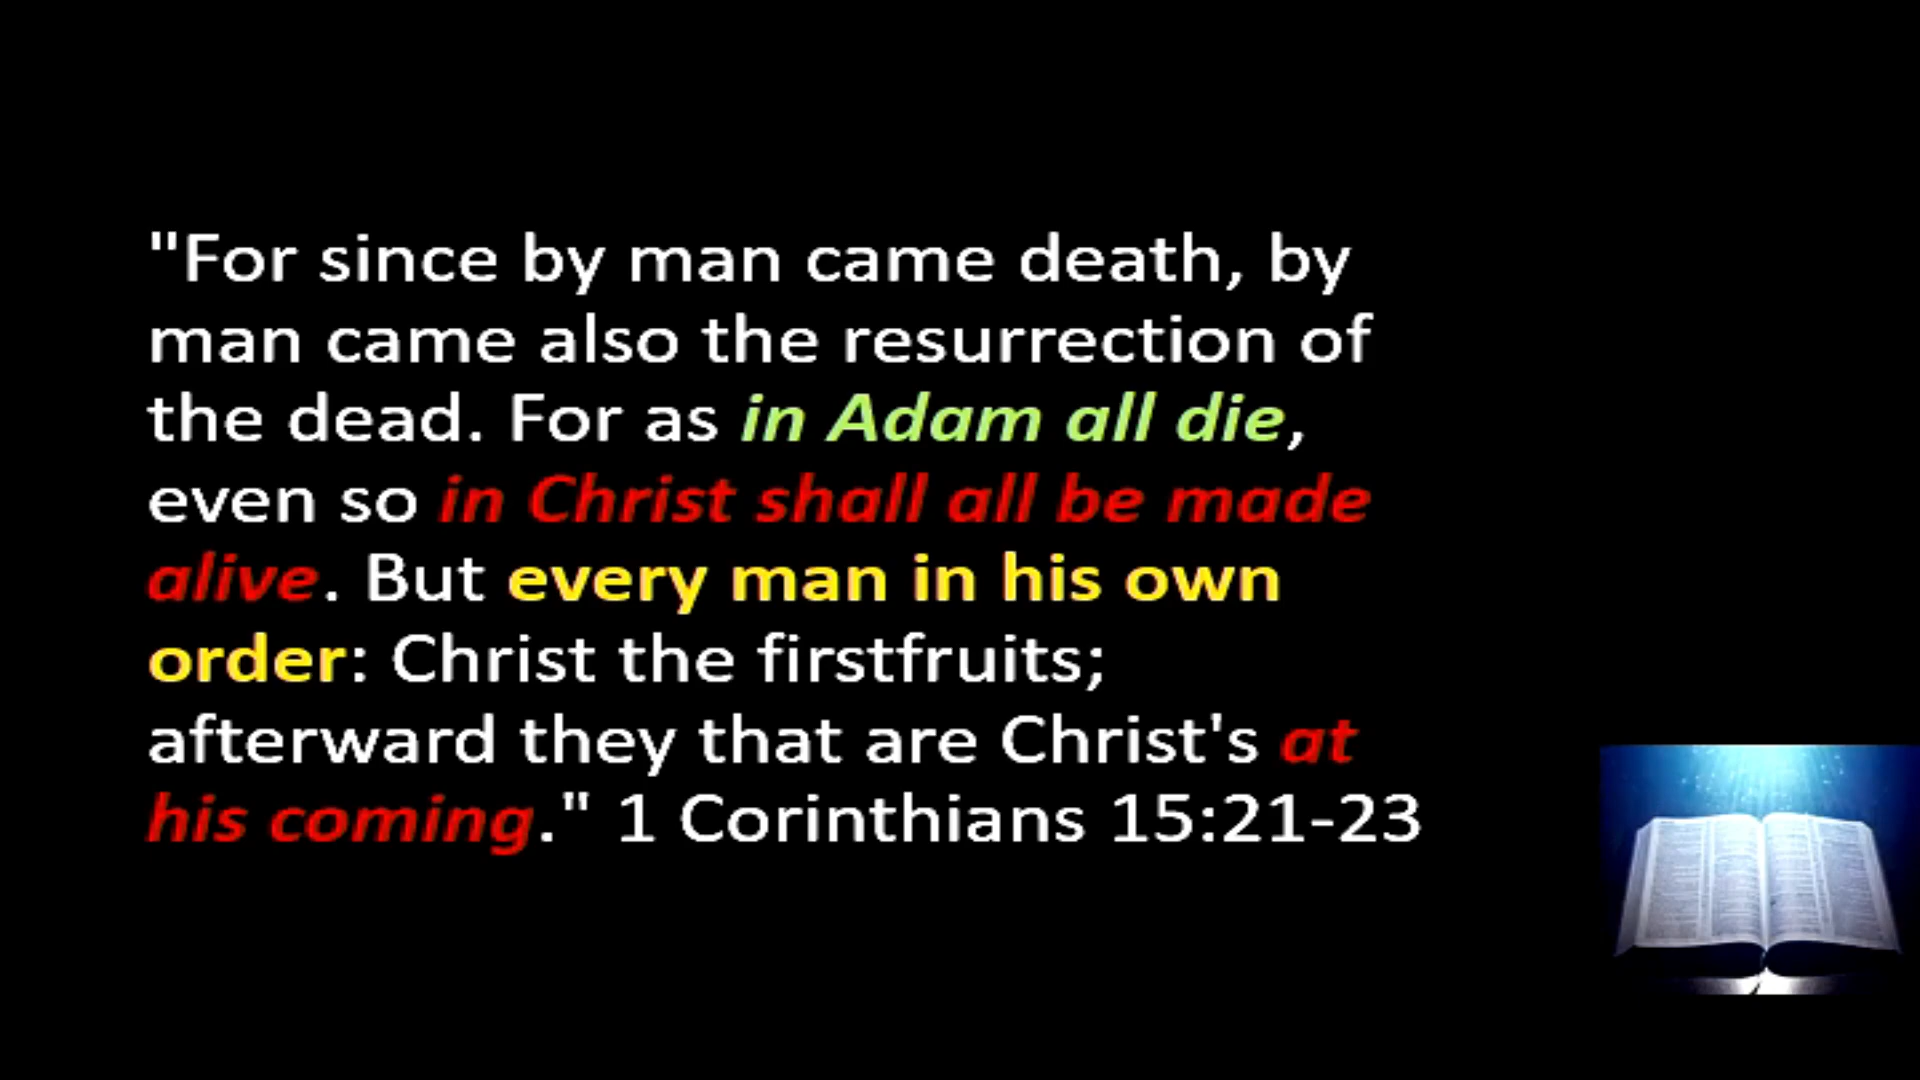 "For since by man came death, by
man came also the resurrection of
the dead. For as in Adam all die,
even so in Christ shall all be made
alive. But every man in his own
order: Christ the firstfruits;
afterward they that are Christ's at
his coming." 1 Corinthians 15:21-23